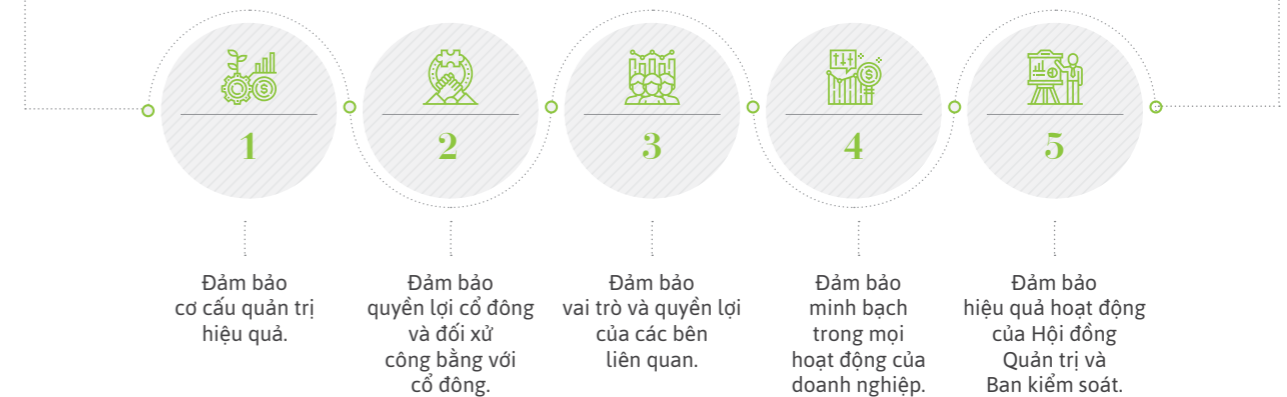 1
Đảm bảo
cơ cấu quản trị
hiệu quả.
2
Đảm bảo
quyền lợi cổ đông
và đối xử
công bằng với
cổ đông.
3
Đảm bảo
vai trò và quyền lợi
của các bên
liên quan.
4
Đảm bảo
minh bạch
trong mọi
hoạt động của
doanh nghiệp.
5
Đảm bảo
hiệu quả hoạt động
của Hội đồng
Quản trị và
Ban kiểm soát.